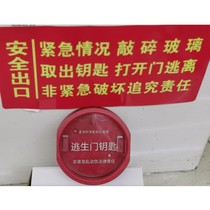 安全出口
紧急情况 敲碎玻璃
取出钥匙 打开门逃离
非紧急破坏追究责任
逃生门钥匙